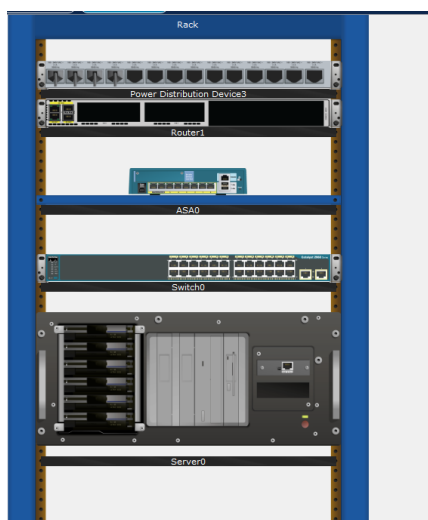 Rack
Power Distribution Device3
Router1
ASA0
Switch0
Server0